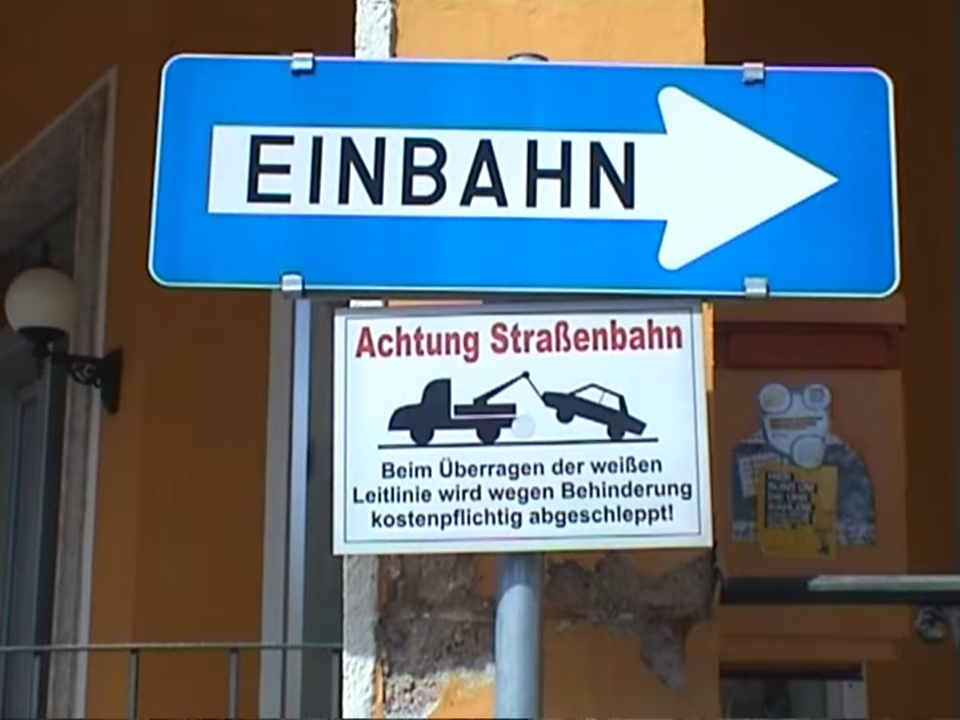 EINBAHN
Achtung Straßenbahn
Beim Überragen der weißen
Leitlinie wird wegen Behinderung
kostenpflichtig abgeschleppt!